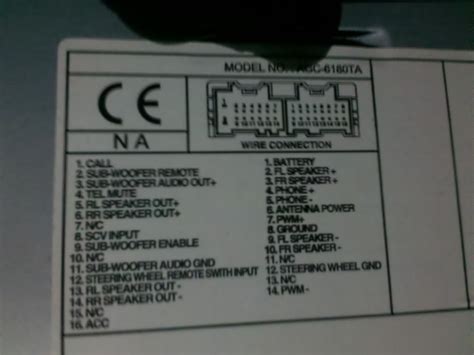 MODEL NO.: AGC-6180TA
CE
NA
WIRE CONNECTION
1. CALL
2. SUB-WOOFER REMOTE
3. SUB-WOOFER AUDIO OUT+
4. TEL MUTE
5. RL SPEAKER OUT+
6. RR SPEAKER OUT+
7. N/C
8. SCV INPUT
9. SUB-WOOFER ENABLE
10. N/C
11. SUB-WOOFER AUDIO GND
12. STEERING WHEEL REMOTE SWITH INPUT
13. RL SPEAKER OUT -
14. RR SPEAKER OUT -
15. N/C
16. ACC
1. BATTERY
2. FL SPEAKER +
3. FR SPEAKER +
4. PHONE +
5. PHONE -
6. ANTENNA POWER
7. PWM+
8. GROUND
9. FL SPEAKER -
10. FR SPEAKER -
11. N/C
12. STEERING WHEEL GND
13. N/C
14. PWM -